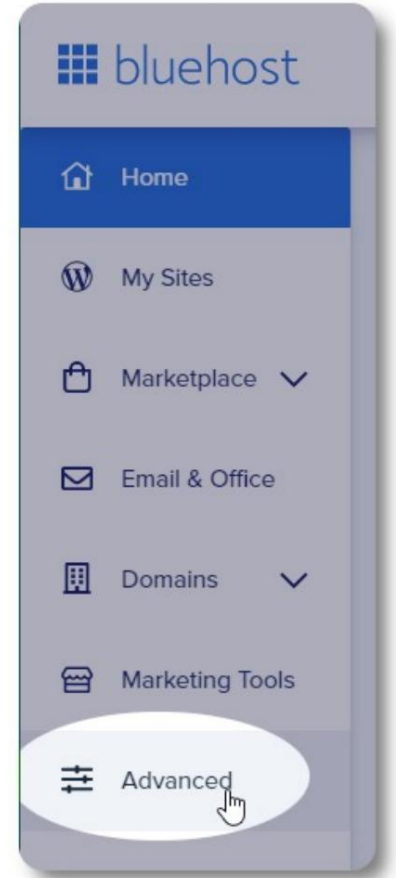 bluehost
Home
My Sites
Marketplace
Email & Office
Domains
Marketing Tools
Advanced